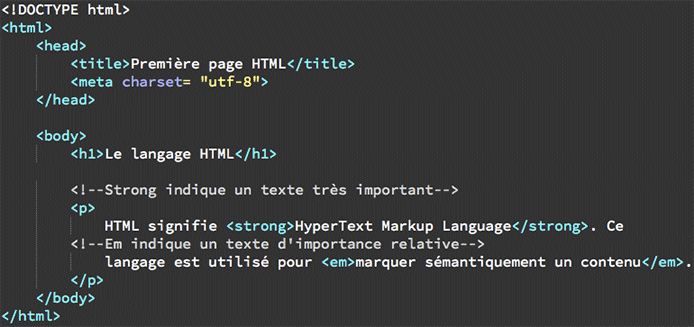 <!DOCTYPE html>
<html>
    <head>
        <title>Première page HTML</title>
        <meta charset= "utf-8">
    </head>

    <body>
        <h1>Le langage HTML</h1>

        <!--Strong indique un texte très important-->
        <p>
            HTML signifie <strong>HyperText Markup Language</strong>. Ce
        <!--Em indique un texte d'importance relative-->
            langage est utilisé pour <em>marquer sémantiquement un contenu</em>.
        </p>
    </body>
</html>